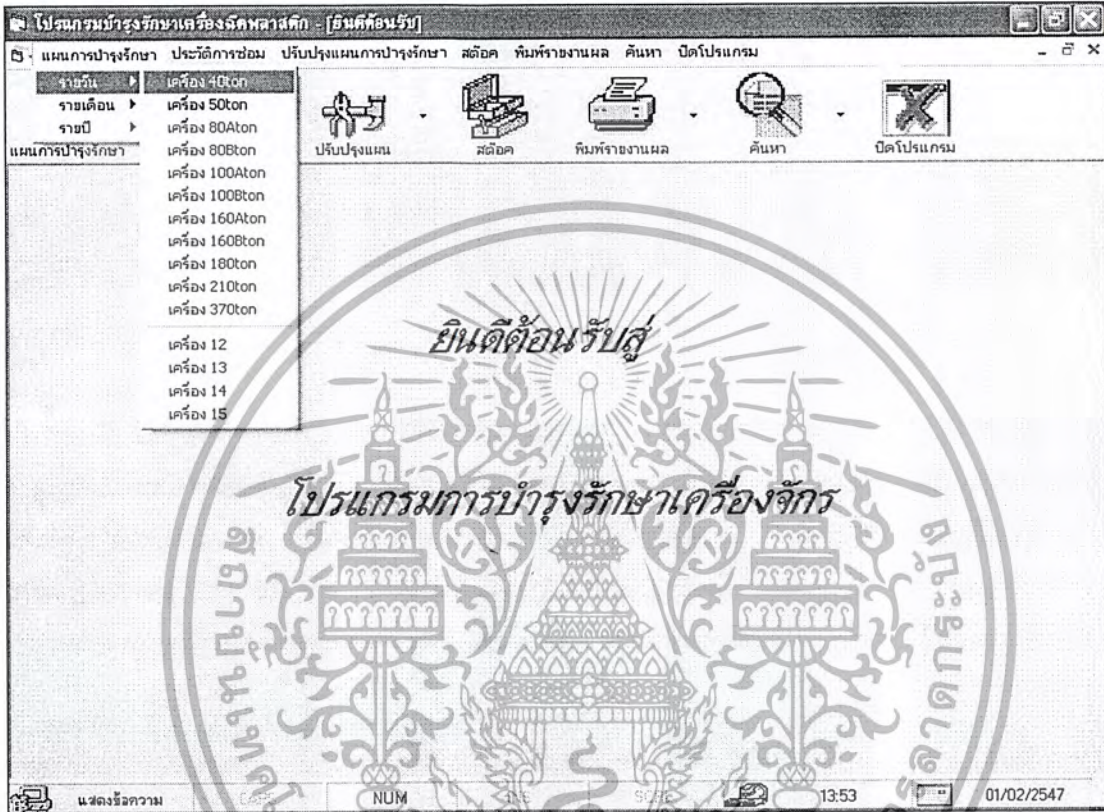 โปรแกรมบำรุงรักษาเครื่องฉีดพลาสติก - [ยินดีต้อนรับ]
แผนการบำรุงรักษา ประวัติการซ่อม ปรับปรุงแผนการบำรุงรักษา สต๊อค พิมพ์รายงานผล ค้นหา ปิดโปรแกรม
รายวัน
รายเดือน
รายปี
เครื่อง 40ton
เครื่อง 50ton
เครื่อง 80Aton
เครื่อง 80Bton
เครื่อง 100Aton
เครื่อง 100Bton
เครื่อง 160Aton
เครื่อง 160Bton
เครื่อง 180ton
เครื่อง 210ton
เครื่อง 370ton
เครื่อง 12
เครื่อง 13
เครื่อง 14
เครื่อง 15
แผนการบำรุงรักษา ปรับปรุงแผน สต๊อค พิมพ์รายงานผล ค้นหา ปิดโปรแกรม
ยินดีต้อนรับสู่
โปรแกรมการบำรุงรักษาเครื่องจักร
แสดงข้อความ CAPS NUM INS 13:53 01/02/2547